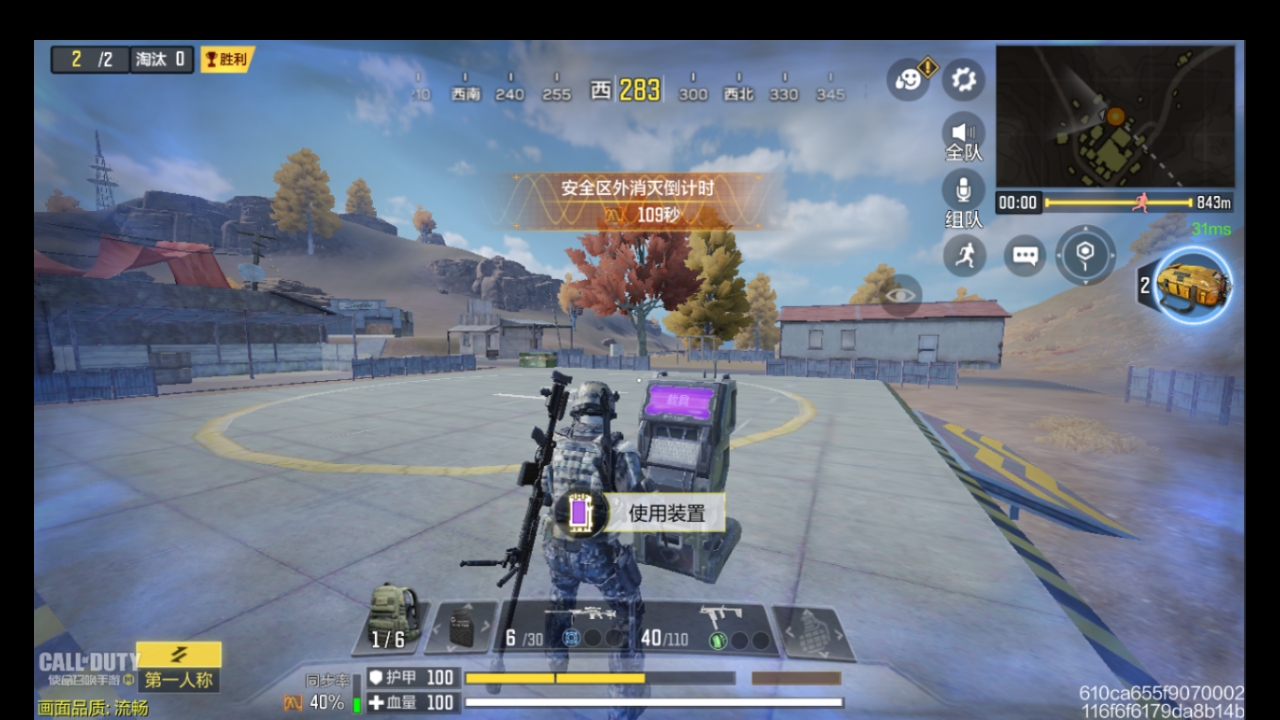 2 /2 淘汰 0 胜利
210 西南 240 255 西 283 300 西北 330 345
全队
组队
00:00 843m
31ms
2
安全区外消灭倒计时
109秒
使用装置
1/6
6 /30
40/110
CALL OF DUTY
使命召唤手游
第一人称
画面品质: 流畅
同步率
40%
护甲 100
血量 100
610ca655f9070002
116f6f6179da8b14b